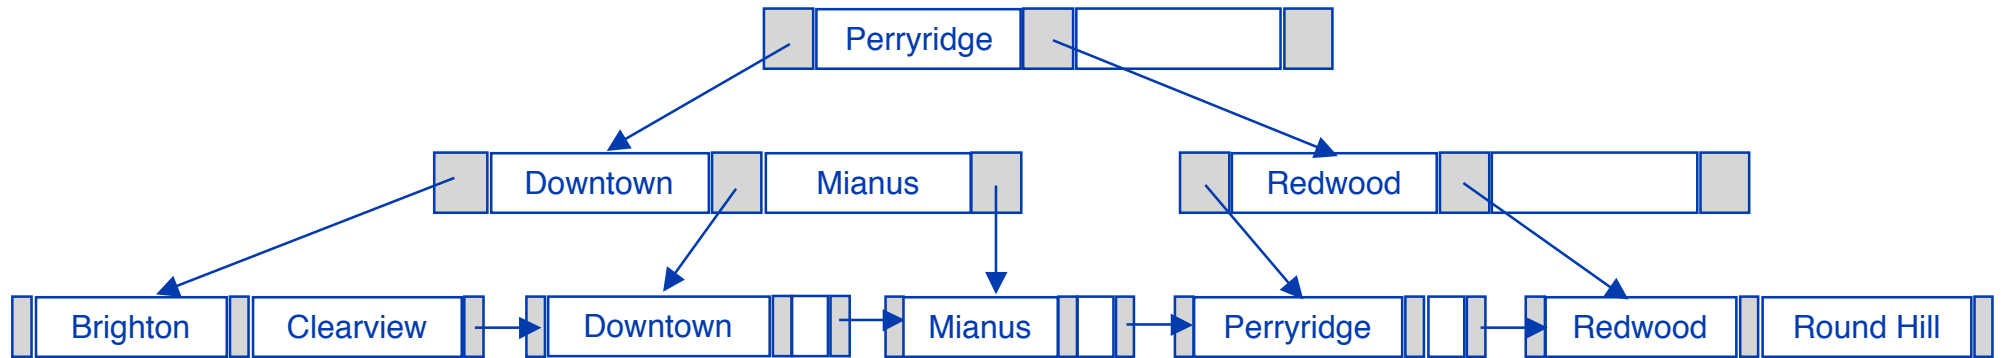 Perryridge
Downtown Mianus Redwood
Brighton Clearview Downtown Mianus Perryridge Redwood Round Hill